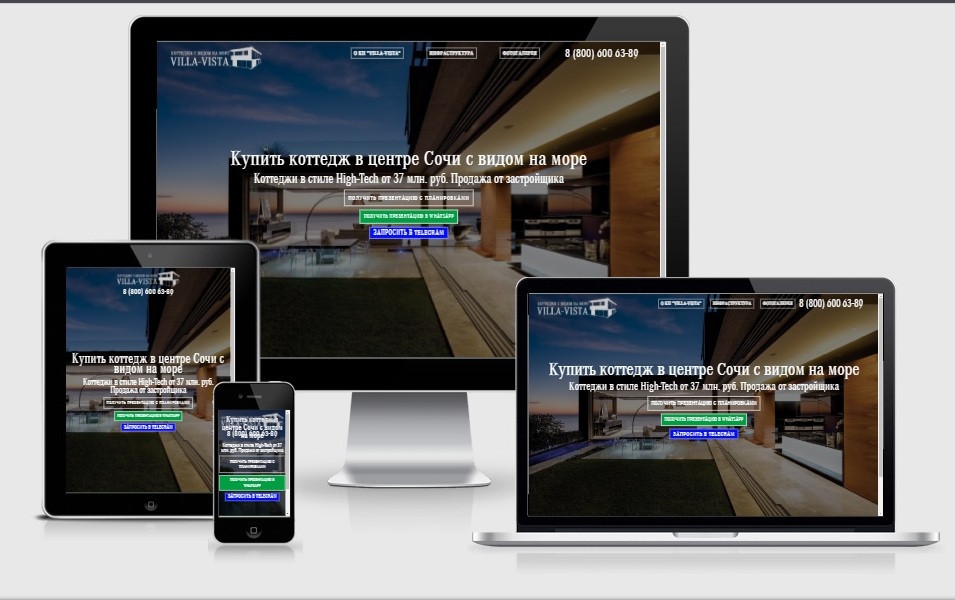 КОТТЕДЖИ С ВИДОМ НА МОРЕ
VILLA-VISTA
О КП "VILLA-VISTA"
ИНФРАСТРУКТУРА
ФОТОГАЛЕРЕЯ
8 (800) 600 63-89
Купить коттедж в центре Сочи с видом на море
Коттеджи в стиле High-Tech от 37 млн. руб. Продажа от застройщика
ПОЛУЧИТЬ ПРЕЗЕНТАЦИЮ С ПЛАНИРОВКАМИ
ПОЛУЧИТЬ ПРЕЗЕНТАЦИЮ В WHATSAPP
ЗАПРОСИТЬ В TELEGRAM
VILLA-VISTA
8 (800) 600 63-89
Купить коттедж в центре Сочи с
видом на море
Коттеджи в стиле High-Tech от 37 млн. руб.
Продажа от застройщика
ПОЛУЧИТЬ ПРЕЗЕНТАЦИЮ С ПЛАНИРОВКАМИ
ПОЛУЧИТЬ ПРЕЗЕНТАЦИЮ В WHATSAPP
ЗАПРОСИТЬ В TELEGRAM
Купить коттедж в
центре Сочи с видом
8 (800) 600 63-89
Коттеджи в стиле High-Tech от 37
млн. руб. Продажа от застройщика
ПОЛУЧИТЬ ПРЕЗЕНТАЦИЮ С
ПЛАНИРОВКАМИ
ПОЛУЧИТЬ ПРЕЗЕНТАЦИЮ В
WHATSAPP
ЗАПРОСИТЬ В TELEGRAM
КОТТЕДЖИ С ВИДОМ НА МОРЕ
VILLA-VISTA
О КП "VILLA-VISTA"
ИНФРАСТРУКТУРА
ФОТОГАЛЕРЕЯ
8 (800) 600 63-89
Купить коттедж в центре Сочи с видом на море
Коттеджи в стиле High-Tech от 37 млн. руб. Продажа от застройщика
ПОЛУЧИТЬ ПРЕЗЕНТАЦИЮ С ПЛАНИРОВКАМИ
ПОЛУЧИТЬ ПРЕЗЕНТАЦИЮ В WHATSAPP
ЗАПРОСИТЬ В TELEGRAM